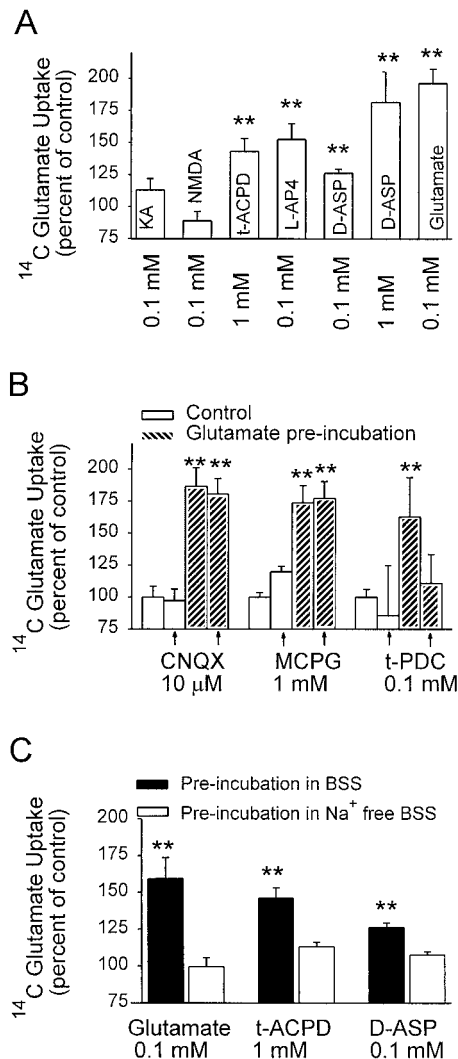 A
¹⁴C Glutamate Uptake
(percent of control)
200
175
150
125
100
75
** ** ** ** **
KA
NMDA
t-ACPD
L-AP4
D-ASP
D-ASP
Glutamate
0.1 mM
0.1 mM
1 mM
0.1 mM
0.1 mM
1 mM
0.1 mM
B
Control
Glutamate pre-incubation
¹⁴C Glutamate Uptake
(percent of control)
200
175
150
125
100
75
** ** ** ** **
CNQX MCPG t-PDC
10 µM 1 mM 0.1 mM
C
Pre-incubation in BSS
Pre-incubation in Na⁺ free BSS
¹⁴C Glutamate Uptake
(percent of control)
200
175
150
125
100
75
** ** **
Glutamate t-ACPD D-ASP
0.1 mM 1 mM 0.1 mM